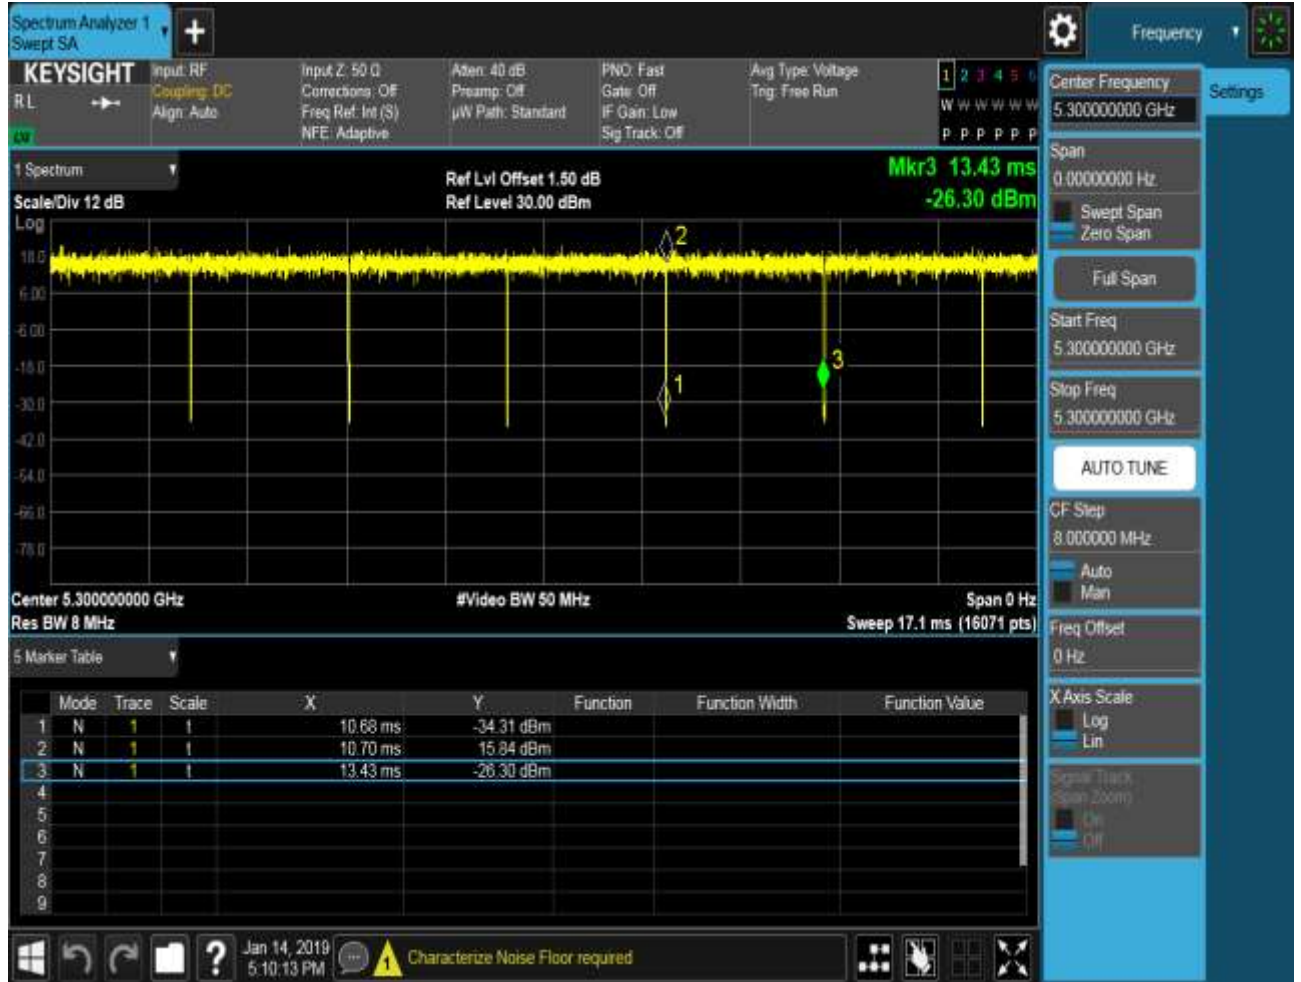 Spectrum Analyzer 1
Swept SA
Frequency
KEYSIGHT
RL
Input: RF
Coupling: DC
Align: Auto
Input Z: 50 Ω
Corrections: Off
Freq Ref: Int (S)
NFE: Adaptive
Atten: 40 dB
Preamp: Off
µW Path: Standard
PNO: Fast
Gate: Off
IF Gain: Low
Sig Track: Off
Avg Type: Voltage
Trig: Free Run
1 2 3 4 5 6
W W W W W W
P P P P P P
1 Spectrum
Scale/Div 12 dB
Ref Lvl Offset 1.50 dB
Ref Level 30.00 dBm
Mkr3 13.43 ms
-26.30 dBm
Log
18.0
6.00
-6.00
-18.0
-30.0
-42.0
-54.0
-66.0
-78.0
2
1
3
Center 5.300000000 GHz
#Video BW 50 MHz
Span 0 Hz
Res BW 8 MHz
Sweep 17.1 ms (16071 pts)
5 Marker Table
Mode Trace Scale X Y Function Function Width Function Value
1 N 1 t 10.68 ms -34.31 dBm
2 N 1 t 10.70 ms 15.84 dBm
3 N 1 t 13.43 ms -26.30 dBm
4
5
6
7
8
9
Jan 14, 2019
5:10:13 PM
?
1
Characterize Noise Floor required
Settings
Center Frequency
5.300000000 GHz
Span
0.00000000 Hz
Swept Span
Zero Span
Full Span
Start Freq
5.300000000 GHz
Stop Freq
5.300000000 GHz
AUTO TUNE
CF Step
8.000000 MHz
Auto
Man
Freq Offset
0 Hz
X Axis Scale
Log
Lin
Signal Track
(Span Zoom)
On
Off